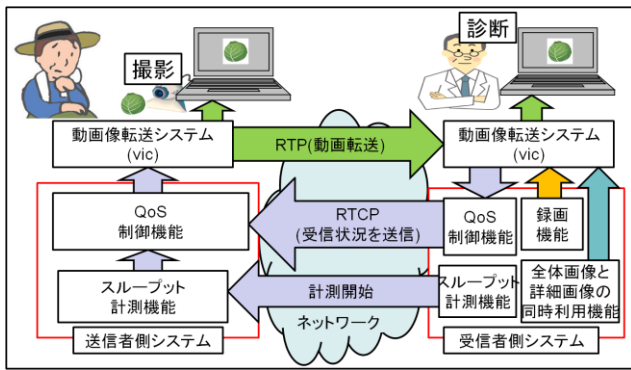 撮影
診断
動画像転送システム
(vic)
RTP(動画転送)
動画像転送システム
(vic)
QoS
制御機能
RTCP
(受信状況を送信)
QoS
制御機能
録画
機能
スループット
計測機能
計測開始
スループット
計測機能
全体画像と
詳細画像の
同時利用機能
ネットワーク
送信者側システム
受信者側システム